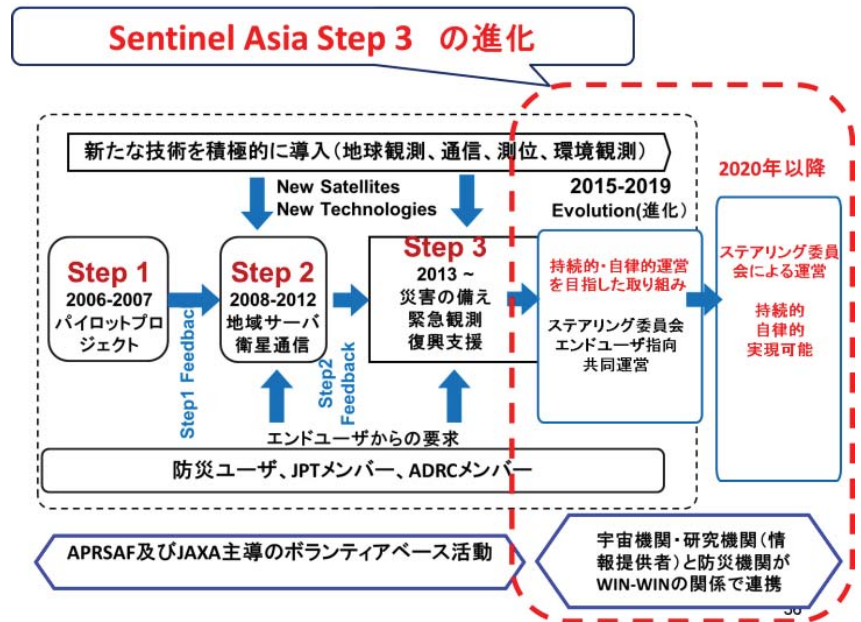 Sentinel Asia Step 3 の進化
新たな技術を積極的に導入（地球観測、通信、測位、環境観測）
New Satellites
New Technologies
2015-2019
Evolution(進化）
2020年以降
Step 1
2006-2007
パイロットプロ
ジェクト
Step1 Feedbac
Step 2
2008-2012
地域サーバ
衛星通信
Step2
Feedback
Step 3
2013 ~
災害の備え
緊急観測
復興支援
持続的・自律的運営
を目指した取り組み
ステアリング委員会
エンドユーザ指向
共同運営
ステアリング委員
会による運営
持続的
自律的
実現可能
エンドユーザからの要求
防災ユーザ、JPTメンバー、ADRCメンバー
APRSAF及びJAXA主導のボランティアベース活動
宇宙機関・研究機関（情
報提供者）と防災機関が
WIN-WINの関係で連携